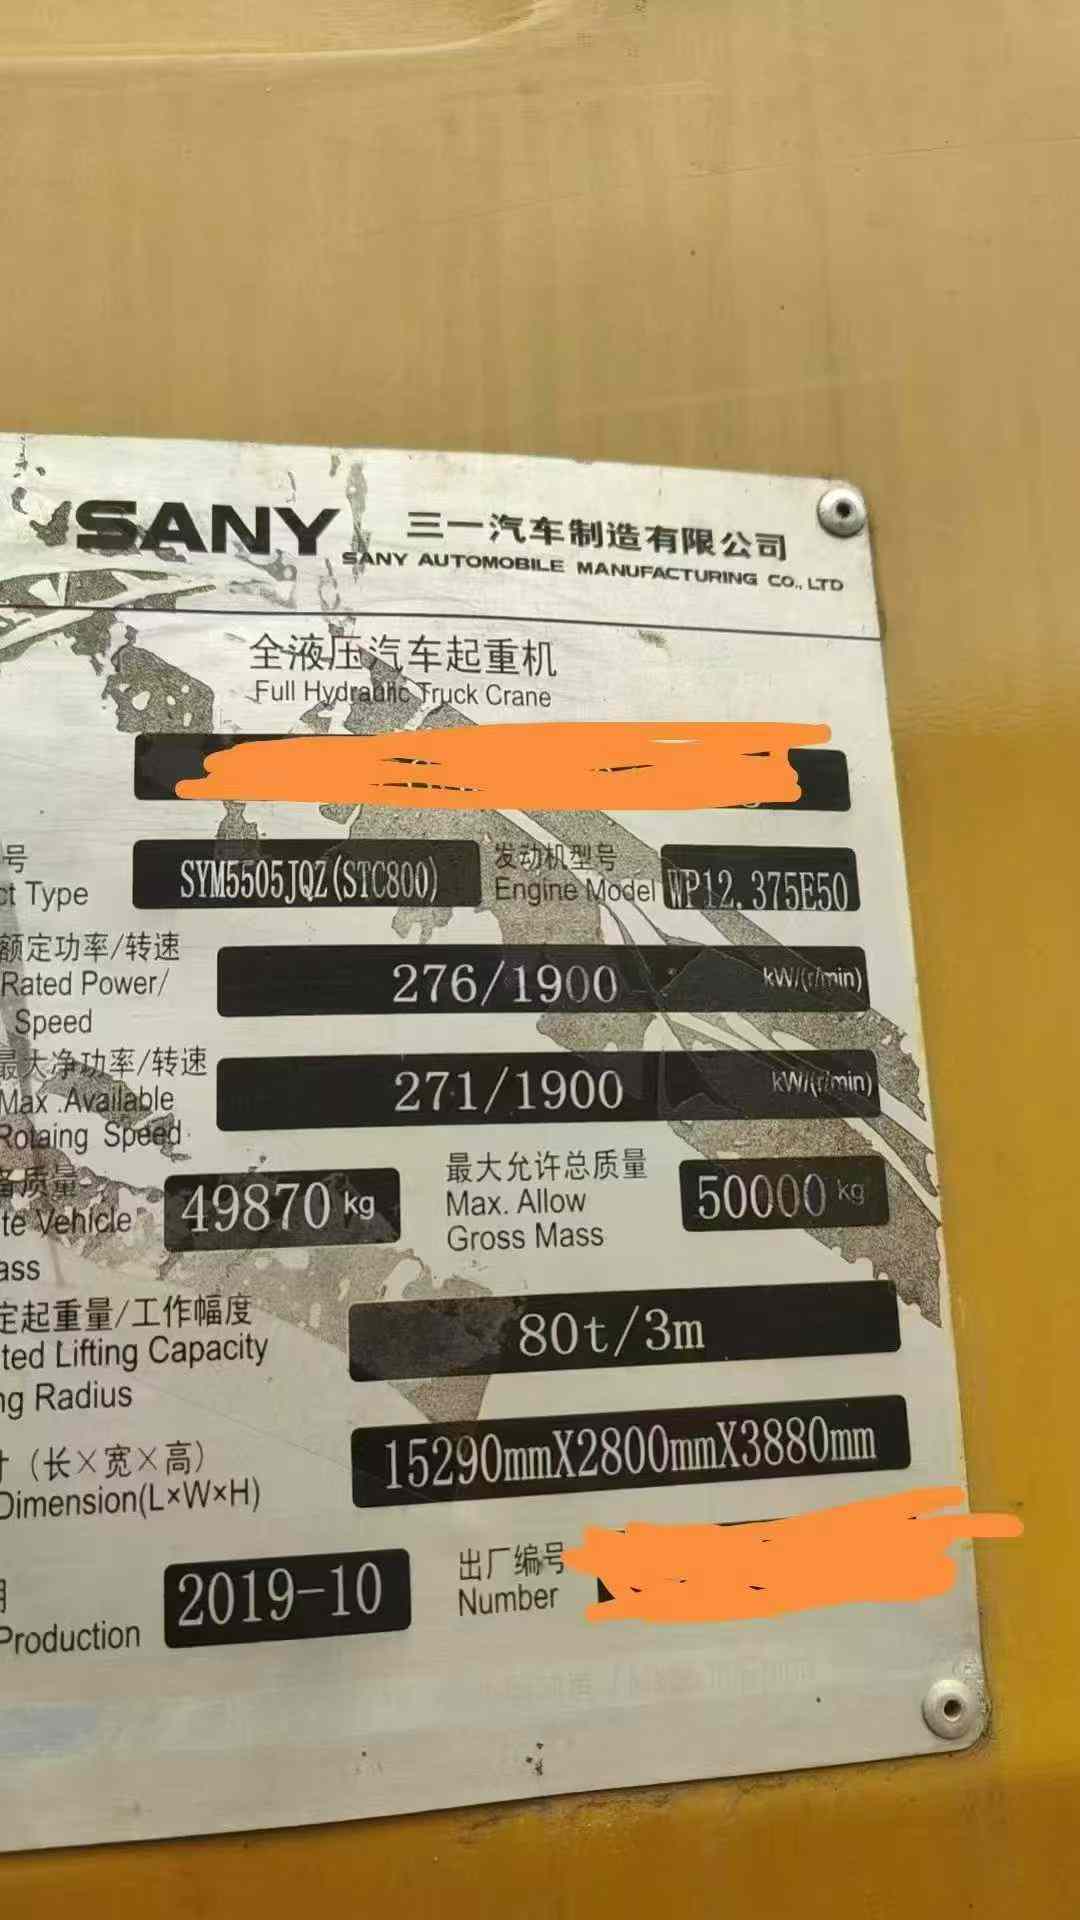 SANY 三一汽车制造有限公司
SANY AUTOMOBILE MANUFACTURING CO., LTD
全液压汽车起重机
Full Hydraulic Truck Crane
号 SYM5505JQZ(STC800) 发动机型号 WP12.375E50
ct Type Engine Model
额定功率/转速
Rated Power/ 276/1900 kW/(r/min)
Speed
最大净功率/转速
Max .Available 271/1900 kW/(r/min)
Rotaing Speed
备质量 49870 kg 最大允许总质量 50000 kg
te Vehicle Max. Allow
ass Gross Mass
定起重量/工作幅度
ted Lifting Capacity 80t/3m
ng Radius
寸 (长×宽×高)
Dimension(L×W×H) 15290mmX2800mmX3880mm
期 2019-10 出厂编号
Production Number